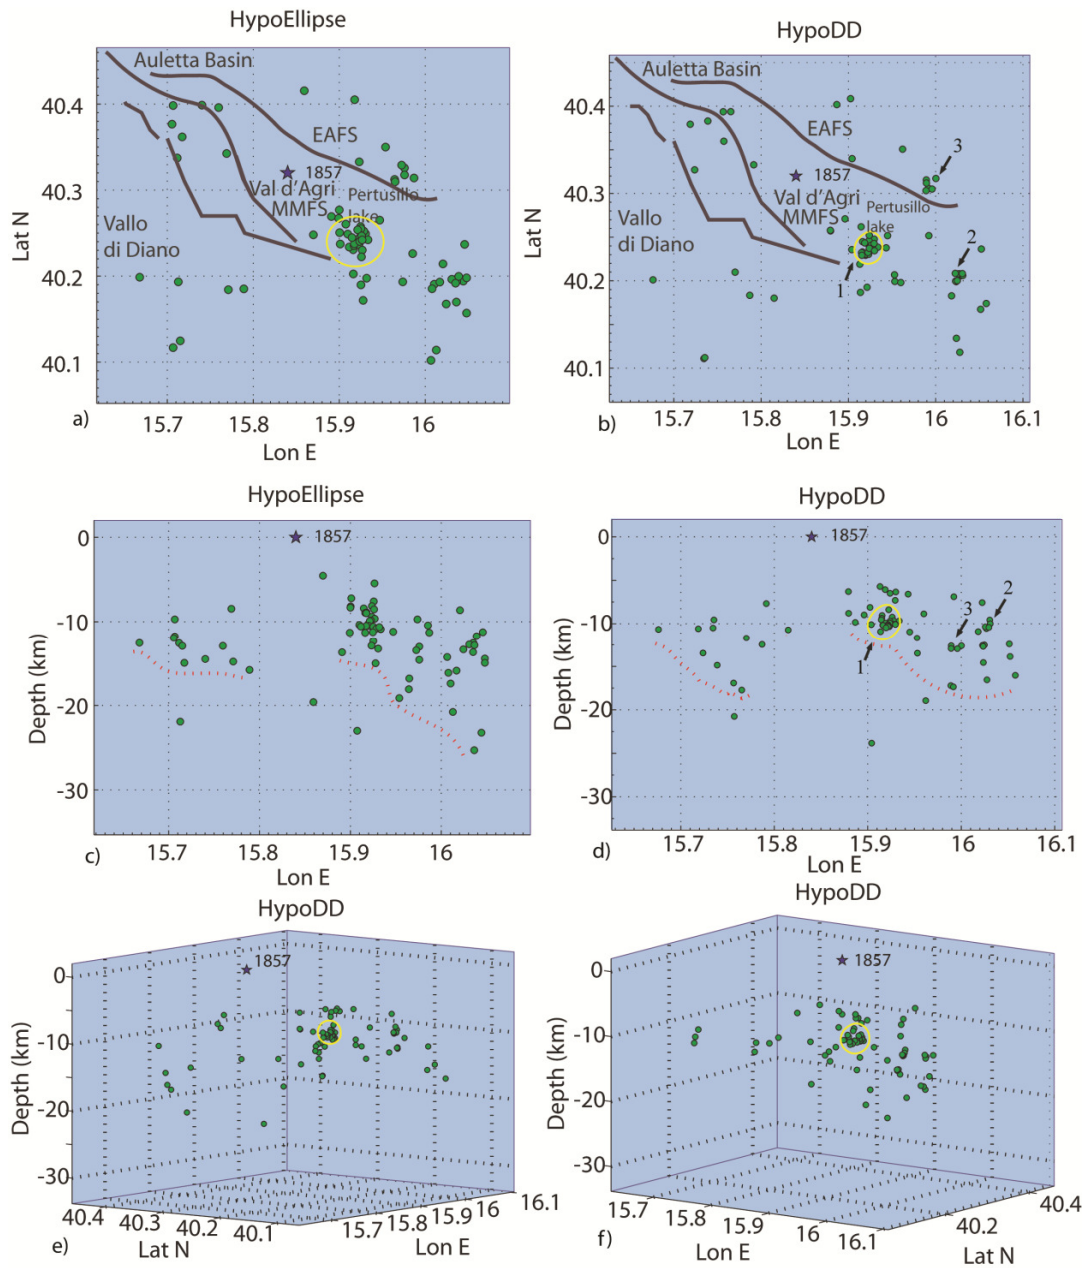 HypoEllipse
Auletta Basin
EAFS
1857
Val d'Agri
MMFS
Pertusillo
lake
Vallo
di Diano
40.4
40.3
40.2
40.1
Lat N
15.7 15.8 15.9 16
Lon E
a)
HypoDD
Auletta Basin
EAFS
3
1857
Val d'Agri
MMFS
Pertusillo
lake
Vallo
di Diano
2
1
40.4
40.3
40.2
40.1
Lat N
15.7 15.8 15.9 16 16.1
Lon E
b)
HypoEllipse
1857
0
-10
-20
-30
Depth (km)
15.7 15.8 15.9 16
Lon E
c)
HypoDD
1857
2
3
1
0
-10
-20
-30
Depth (km)
15.7 15.8 15.9 16 16.1
Lon E
d)
HypoDD
1857
0
-10
-20
-30
Depth (km)
40.4 40.3 40.2 40.1
Lat N
15.7 15.8 15.9 16 16.1
Lon E
e)
HypoDD
1857
0
-10
-20
-30
Depth (km)
15.7 15.8 15.9 16 16.1
Lon E
40.2 40.4
Lat N
f)